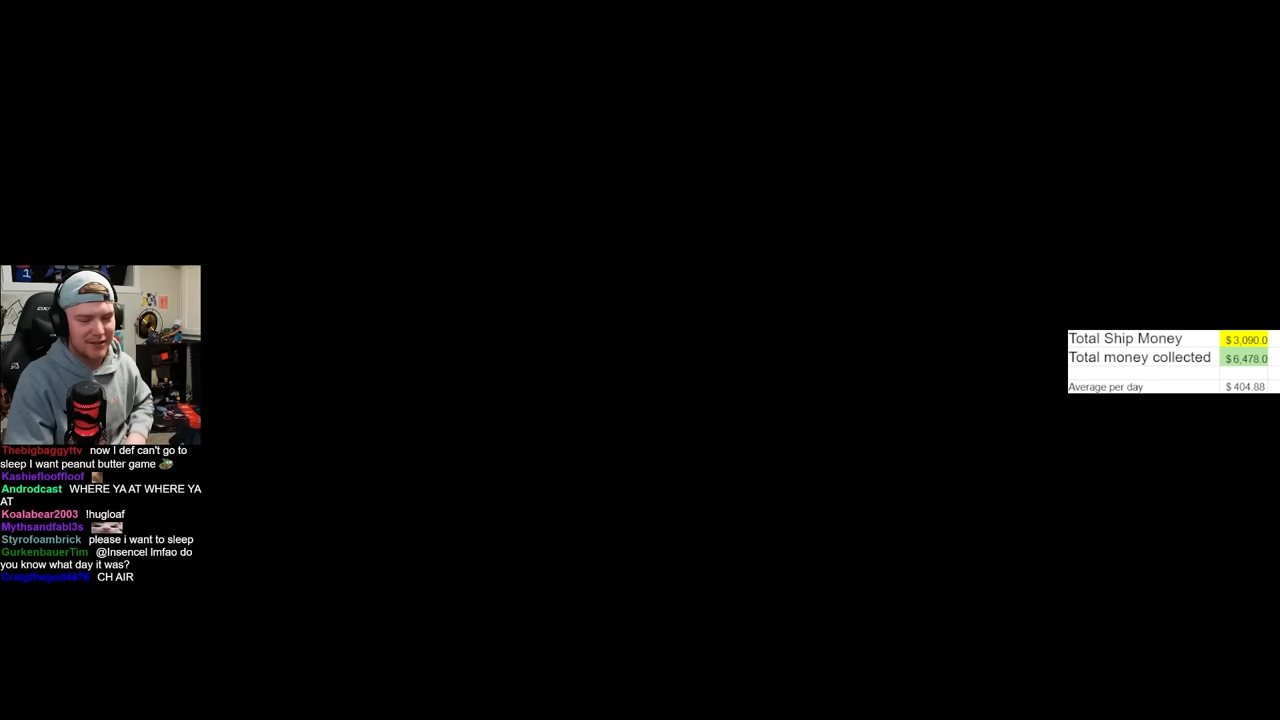 Thebigbaggyttv now I def can't go to
sleep I want peanut butter game
Kashieflooffloof
Androdcast WHERE YA AT WHERE YA
AT
Koalabear2003 !hugloaf
Mythsandfabl3s
Styrofoambrick please i want to sleep
GurkenbauerTim @Insencel lmfao do
you know what day it was?
CH AIR
Total Ship Money $ 3,090.0
Total money collected $ 6,478.0
Average per day $ 404.88